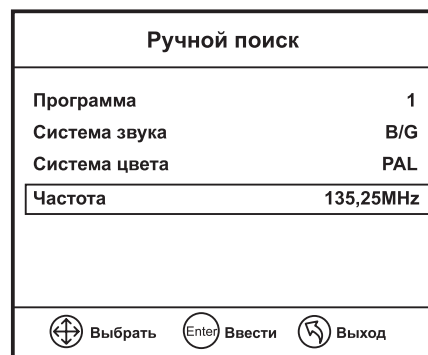 Ручной поиск
Программа 1
Система звука B/G
Система цвета PAL
Частота 135,25MHz
Выбрать Enter Ввести Выход